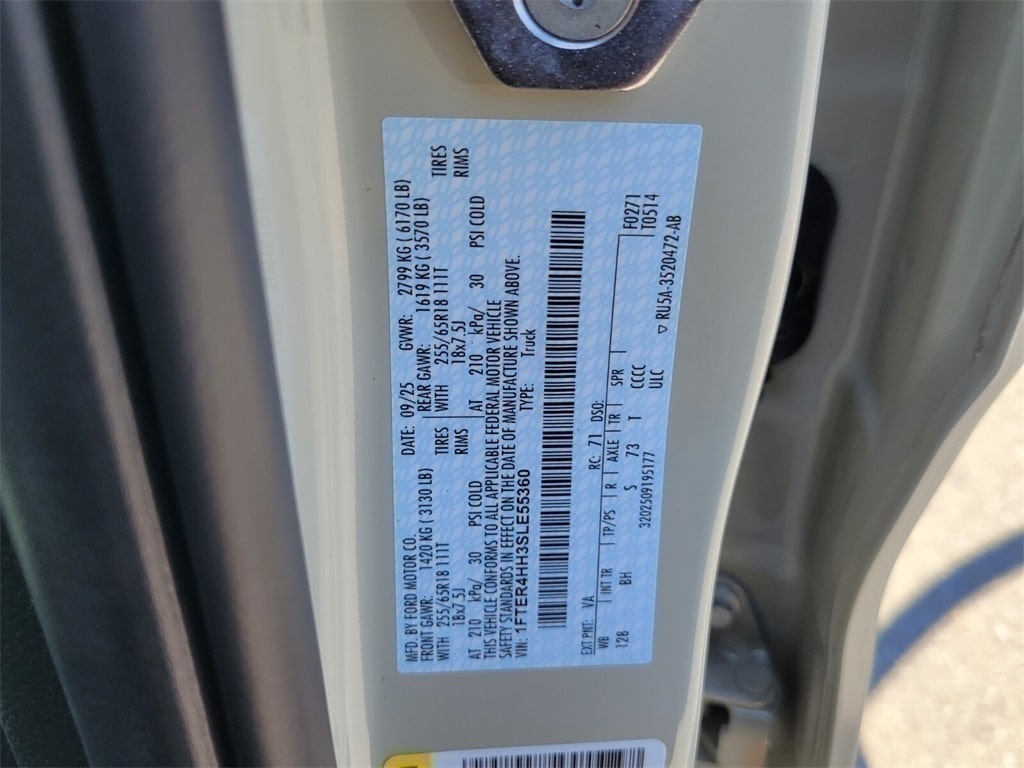 MFD. BY FORD MOTOR CO. DATE: 09/25 GVWR: 2799 KG ( 6170 LB)
FRONT GAWR: 1420 KG ( 3130 LB) REAR GAWR: 1619 KG ( 3570 LB)
WITH 255/65R18 111T TIRES WITH 255/65R18 111T TIRES
18x7.5J RIMS 18x7.5J RIMS
AT 210 kPa/ 30 PSI COLD AT 210 kPa/ 30 PSI COLD
THIS VEHICLE CONFORMS TO ALL APPLICABLE FEDERAL MOTOR VEHICLE
SAFETY STANDARDS IN EFFECT ON THE DATE OF MANUFACTURE SHOWN ABOVE.
VIN: 1FTER4HH3SLE55360 TYPE: Truck
EXT PNT: VA RC: 71 DSO: F0271
WB INT TR TP/PS R AXLE TR SPR T0514
128 BH S 73 T CCCC
ULC
3202509195177 ▽ RU5A-3520472-AB